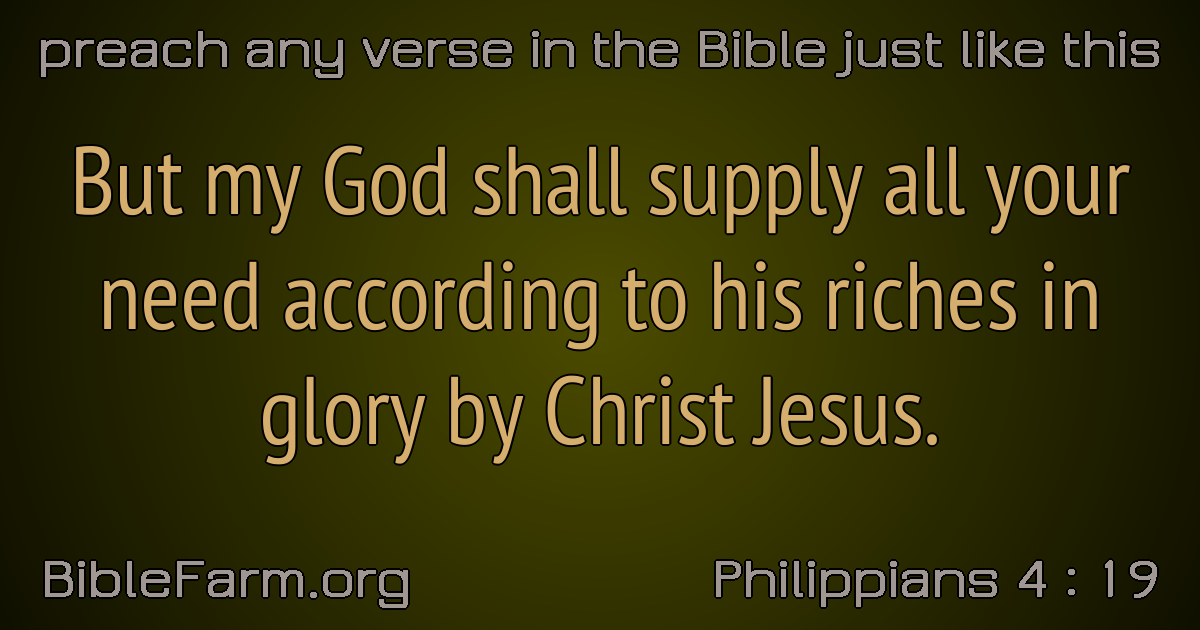 preach any verse in the Bible just like this
But my God shall supply all your
need according to his riches in
glory by Christ Jesus.
BibleFarm.org
Philippians 4 : 19